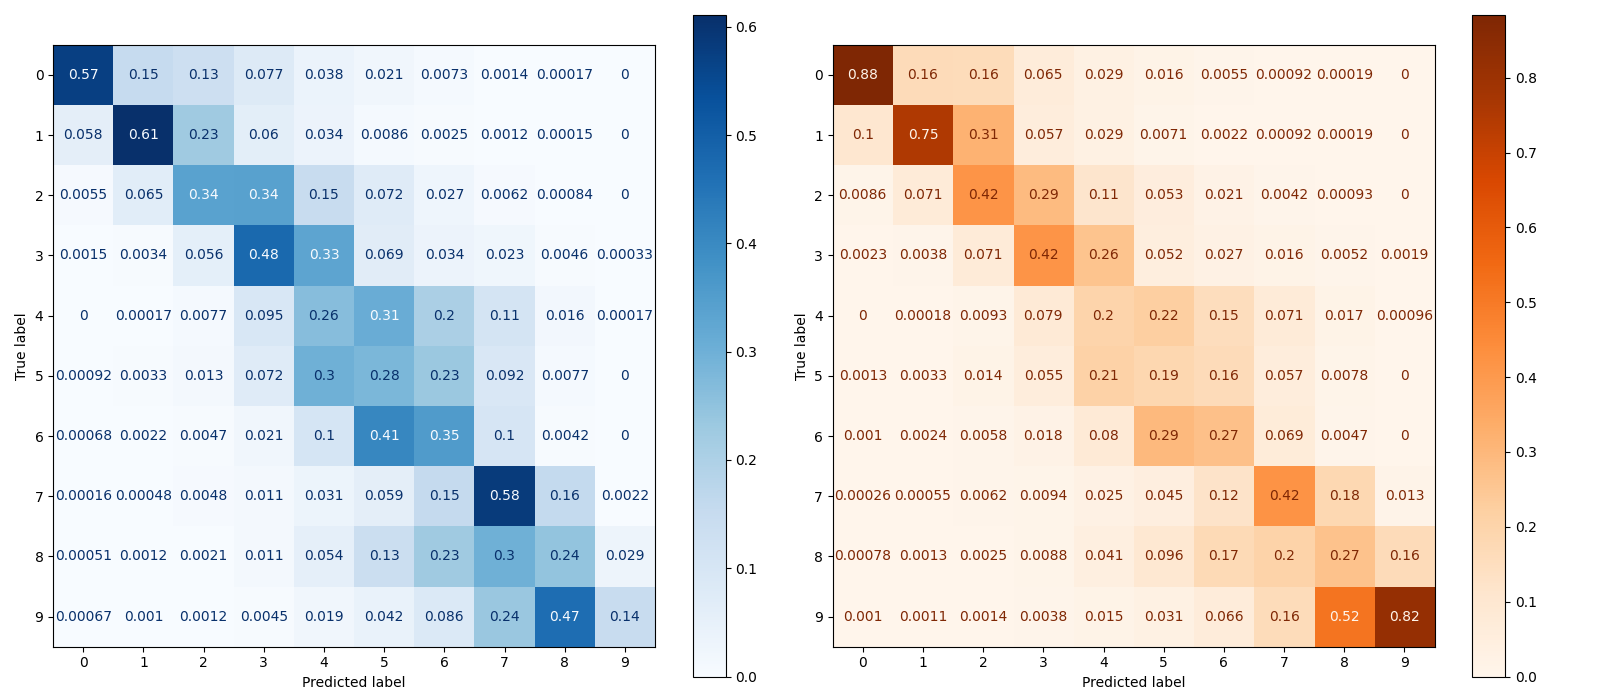 0.6
0.5
0.4
0.3
0.2
0.1
0.0
True label
0 0.57 0.15 0.13 0.077 0.038 0.021 0.0073 0.0014 0.00017 0
1 0.058 0.61 0.23 0.06 0.034 0.0086 0.0025 0.0012 0.00015 0
2 0.0055 0.065 0.34 0.34 0.15 0.072 0.027 0.0062 0.00084 0
3 0.0015 0.0034 0.056 0.48 0.33 0.069 0.034 0.023 0.0046 0.00033
4 0 0.00017 0.0077 0.095 0.26 0.31 0.2 0.11 0.016 0.00017
5 0.00092 0.0033 0.013 0.072 0.3 0.28 0.23 0.092 0.0077 0
6 0.00068 0.0022 0.0047 0.021 0.1 0.41 0.35 0.1 0.0042 0
7 0.00016 0.00048 0.0048 0.011 0.031 0.059 0.15 0.58 0.16 0.0022
8 0.00051 0.0012 0.0021 0.011 0.054 0.13 0.23 0.3 0.24 0.029
9 0.00067 0.001 0.0012 0.0045 0.019 0.042 0.086 0.24 0.47 0.14
0 1 2 3 4 5 6 7 8 9
Predicted label
0.8
0.7
0.6
0.5
0.4
0.3
0.2
0.1
0.0
True label
0 0.88 0.16 0.16 0.065 0.029 0.016 0.0055 0.00092 0.00019 0
1 0.1 0.75 0.31 0.057 0.029 0.0071 0.0022 0.00092 0.00019 0
2 0.0086 0.071 0.42 0.29 0.11 0.053 0.021 0.0042 0.00093 0
3 0.0023 0.0038 0.071 0.42 0.26 0.052 0.027 0.016 0.0052 0.0019
4 0 0.00018 0.0093 0.079 0.2 0.22 0.15 0.071 0.017 0.00096
5 0.0013 0.0033 0.014 0.055 0.21 0.19 0.16 0.057 0.0078 0
6 0.001 0.0024 0.0058 0.018 0.08 0.29 0.27 0.069 0.0047 0
7 0.00026 0.00055 0.0062 0.0094 0.025 0.045 0.12 0.42 0.18 0.013
8 0.00078 0.0013 0.0025 0.0088 0.041 0.096 0.17 0.2 0.27 0.16
9 0.001 0.0011 0.0014 0.0038 0.015 0.031 0.066 0.16 0.52 0.82
0 1 2 3 4 5 6 7 8 9
Predicted label